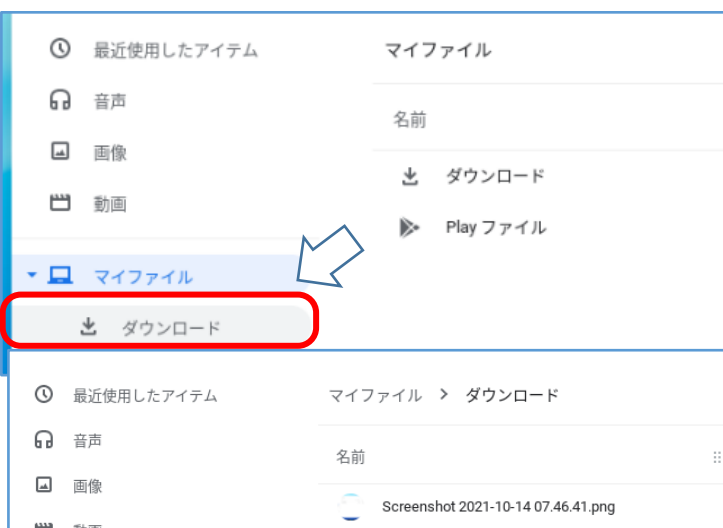 最近使用したアイテム
音声
画像
動画
マイファイル
ダウンロード
マイファイル
名前
ダウンロード
Play ファイル
最近使用したアイテム
音声
画像
動画
マイファイル > ダウンロード
名前
Screenshot 2021-10-14 07.46.41.png